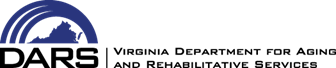 DARS
VIRGINIA DEPARTMENT FOR AGING
AND REHABILITATIVE SERVICES